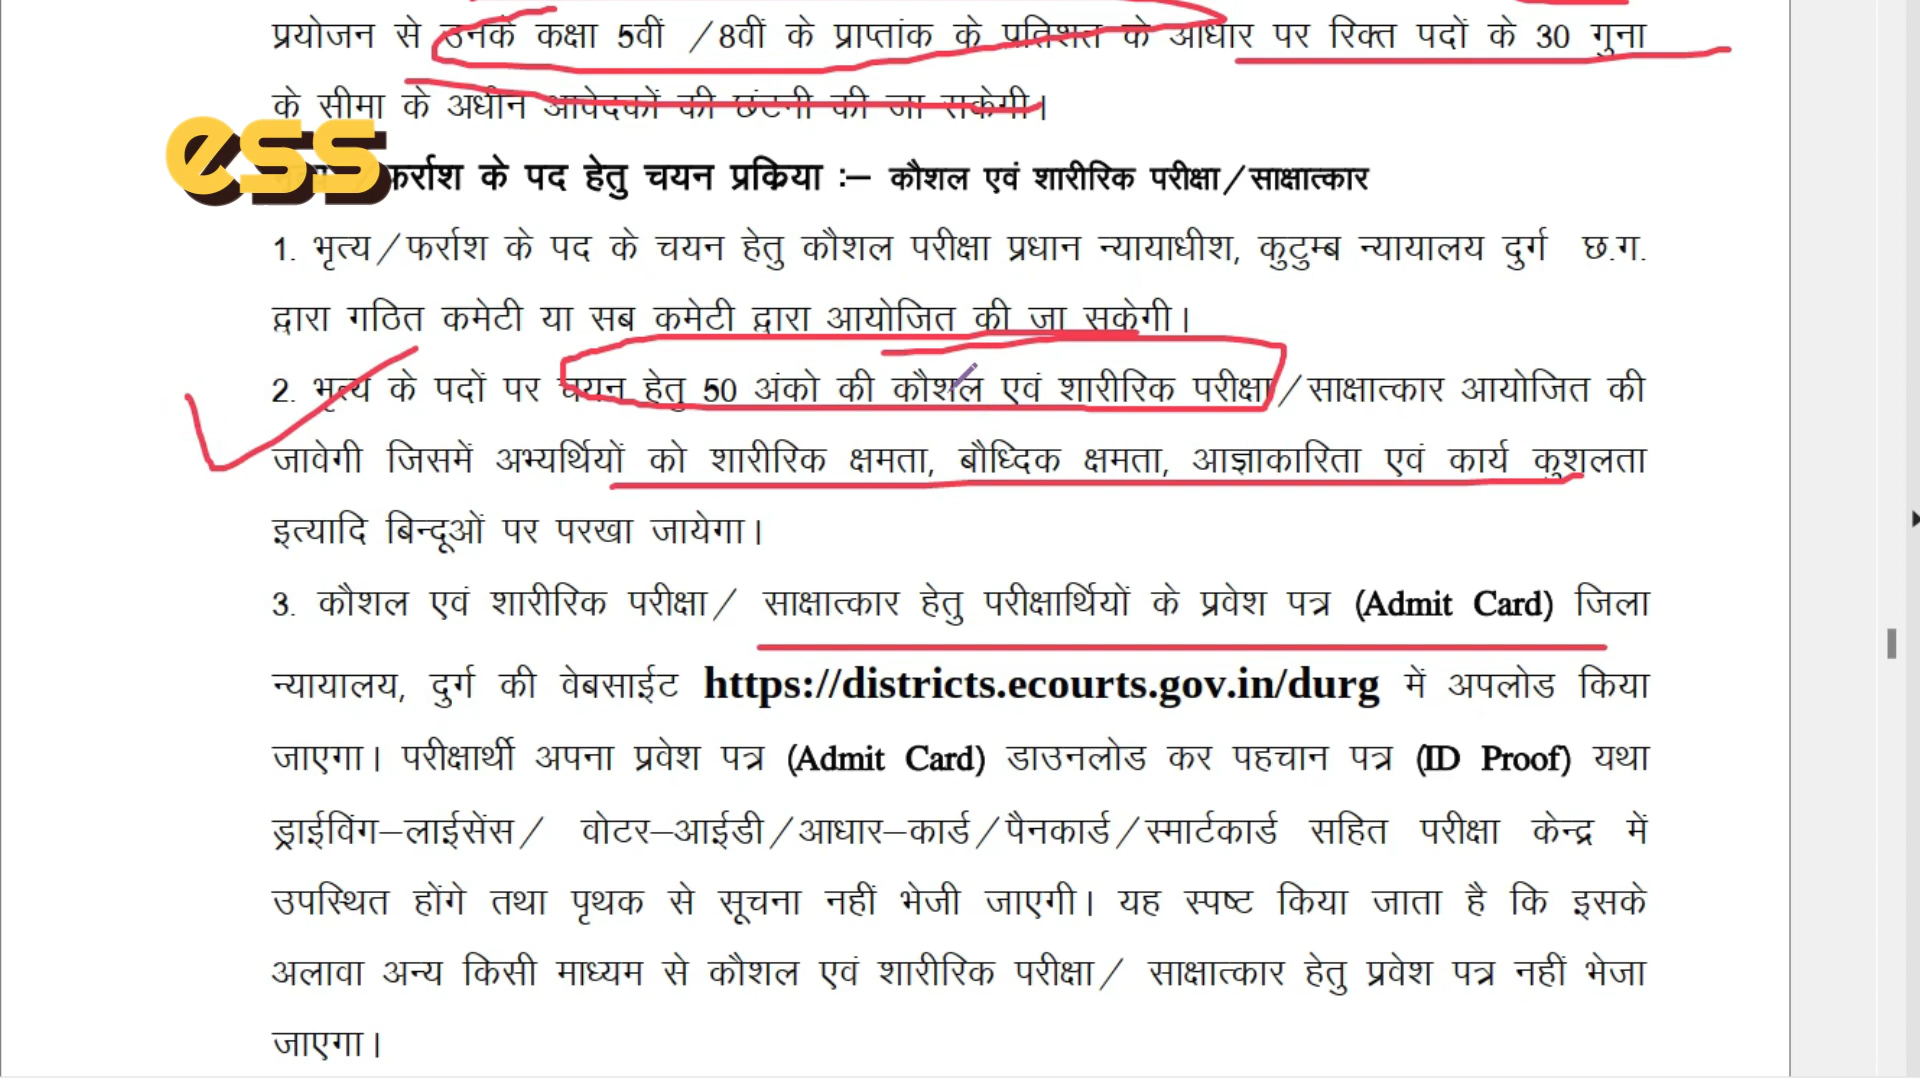 प्रयोजन से उनके कक्षा 5वीं /8वीं के प्राप्तांक के प्रतिशत के आधार पर रिक्त पदों के 30 गुना
के सीमा के अधीन आवेदकों की छंटनी की जा सकेगी।
ess
/फर्राश के पद हेतु चयन प्रकिया :– कौशल एवं शारीरिक परीक्षा/साक्षात्कार
1. भृत्य/फर्राश के पद के चयन हेतु कौशल परीक्षा प्रधान न्यायाधीश, कुटुम्ब न्यायालय दुर्ग छ.ग.
द्वारा गठित कमेटी या सब कमेटी द्वारा आयोजित की जा सकेगी।
2. भृत्य के पदों पर चयन हेतु 50 अंको की कौशल एवं शारीरिक परीक्षा/साक्षात्कार आयोजित की
जावेगी जिसमें अभ्यर्थियों को शारीरिक क्षमता, बौध्दिक क्षमता, आज्ञाकारिता एवं कार्य कुशलता
इत्यादि बिन्दूओं पर परखा जायेगा।
3. कौशल एवं शारीरिक परीक्षा/ साक्षात्कार हेतु परीक्षार्थियों के प्रवेश पत्र (Admit Card) जिला
न्यायालय, दुर्ग की वेबसाईट https://districts.ecourts.gov.in/durg में अपलोड किया
जाएगा। परीक्षार्थी अपना प्रवेश पत्र (Admit Card) डाउनलोड कर पहचान पत्र (ID Proof) यथा
ड्राईविंग–लाईसेंस/ वोटर–आईडी/आधार–कार्ड/पैनकार्ड/स्मार्टकार्ड सहित परीक्षा केन्द्र में
उपस्थित होंगे तथा पृथक से सूचना नहीं भेजी जाएगी। यह स्पष्ट किया जाता है कि इसके
अलावा अन्य किसी माध्यम से कौशल एवं शारीरिक परीक्षा/ साक्षात्कार हेतु प्रवेश पत्र नहीं भेजा
जाएगा।